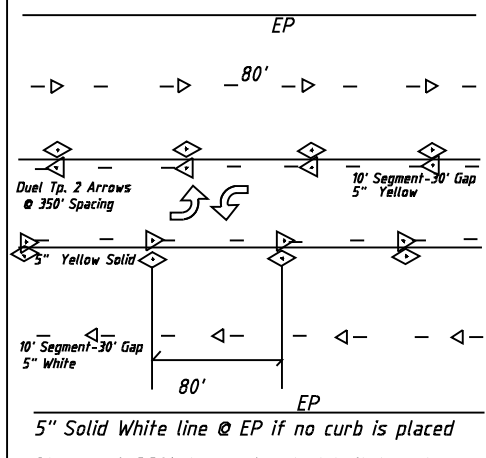 EP
80'
Duel Tp. 2 Arrows
@ 350' Spacing
10' Segment-30' Gap
5" Yellow
5" Yellow Solid
10' Segment-30' Gap
5" White
80'
EP
5" Solid White line @ EP if no curb is placed